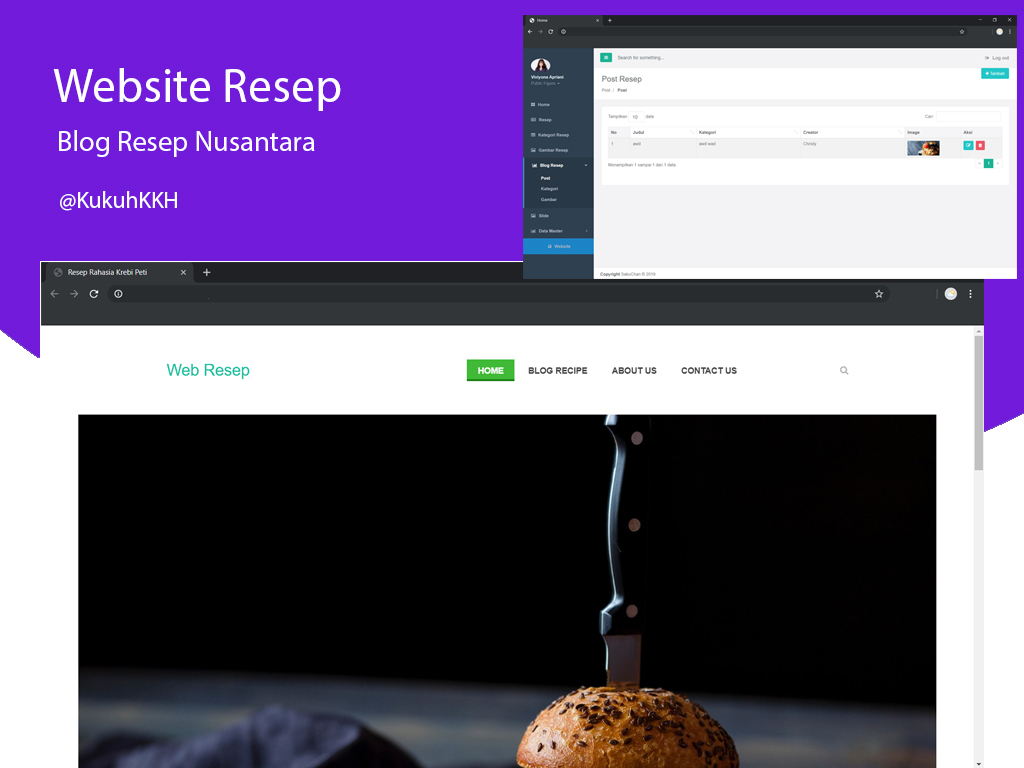 Website Resep
Blog Resep Nusantara
@KukuhKKH
Home
Search for something...
Log out
Viviyona Apriani
Public Figure
Post Resep
Post / Post
Tambah
Home
Resep
Kategori Resep
Gambar Resep
Blog Resep
Post
Kategori
Gambar
Slide
Data Master
Website
Tampilkan 10 data
Cari:
No Judul Kategori Creator Image Aksi
1 awd awd wad Christy
Menampilkan 1 sampai 1 dari 1 data
1
Copyright SakuChan © 2019
Resep Rahasia Krebi Peti
Web Resep
HOME BLOG RECIPE ABOUT US CONTACT US